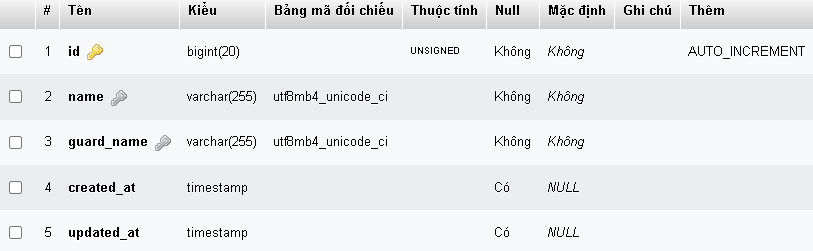 # Tên Kiểu Bảng mã đối chiếu Thuộc tính Null Mặc định Ghi chú Thêm
1 id bigint(20) UNSIGNED Không Không AUTO_INCREMENT
2 name varchar(255) utf8mb4_unicode_ci Không Không
3 guard_name varchar(255) utf8mb4_unicode_ci Không Không
4 created_at timestamp Có NULL
5 updated_at timestamp Có NULL